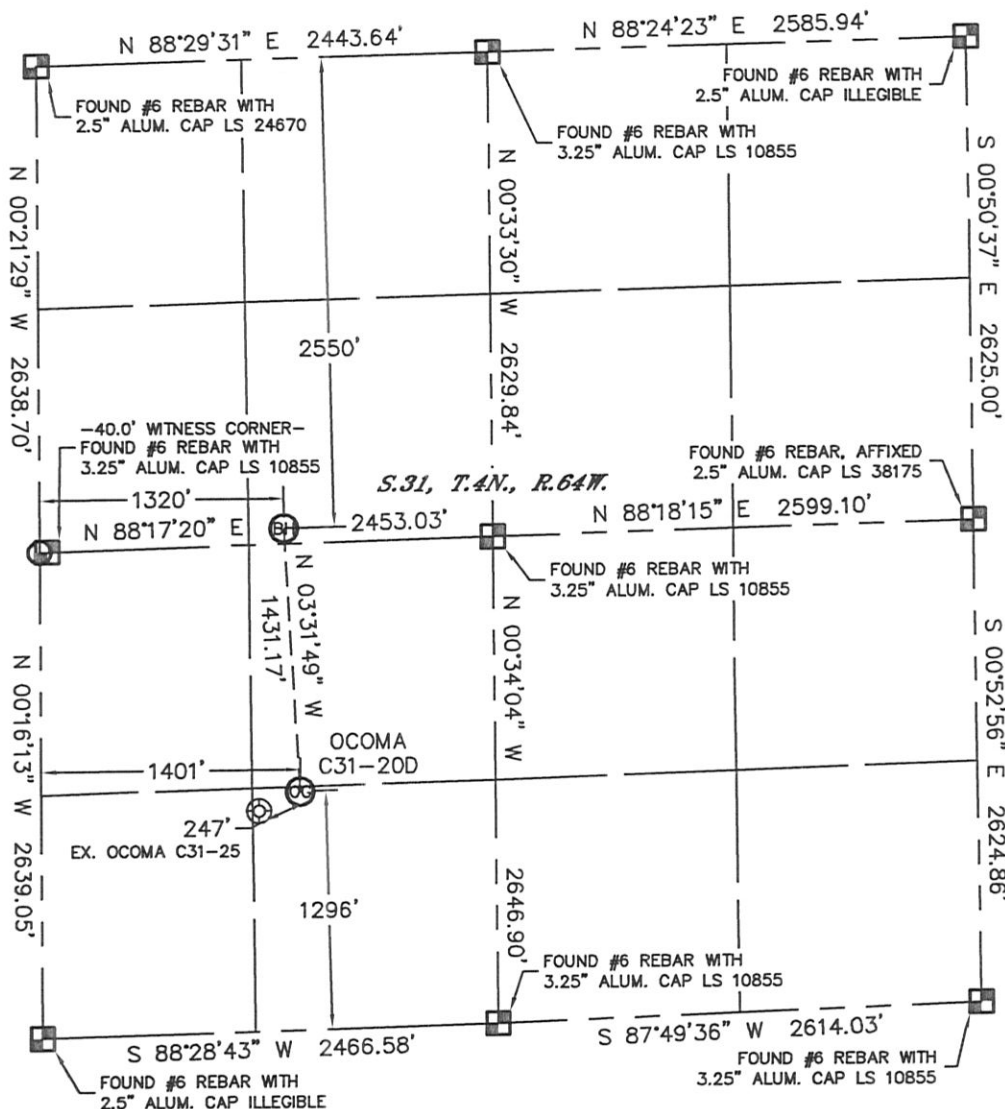 N 88°29'31" E 2443.64'
N 88°24'23" E 2585.94'
FOUND #6 REBAR WITH
2.5" ALUM. CAP LS 24670
FOUND #6 REBAR WITH
3.25" ALUM. CAP LS 10855
FOUND #6 REBAR WITH
2.5" ALUM. CAP ILLEGIBLE
N 00°21'29" W 2638.70'
2550'
N 00°33'30" W 2629.84'
S 00°50'37" E 2625.00'
-40.0' WITNESS CORNER-
FOUND #6 REBAR WITH
3.25" ALUM. CAP LS 10855
1320'
S.31, T.4N., R.64W.
FOUND #6 REBAR, AFFIXED
2.5" ALUM. CAP LS 38175
BH
N 88°17'20" E 2453.03'
N 88°18'15" E 2599.10'
FOUND #6 REBAR WITH
3.25" ALUM. CAP LS 10855
N 03°31'49" W
1431.17'
N 00°16'13" W 2639.05'
N 00°34'04" W 2646.90'
S 00°52'56" E 2624.86'
OCOMA
C31-20D
1401'
OG
247'
EX. OCOMA C31-25
1296'
FOUND #6 REBAR WITH
3.25" ALUM. CAP LS 10855
S 88°28'43" W 2466.58'
S 87°49'36" W 2614.03'
FOUND #6 REBAR WITH
2.5" ALUM. CAP ILLEGIBLE
FOUND #6 REBAR WITH
3.25" ALUM. CAP LS 10855